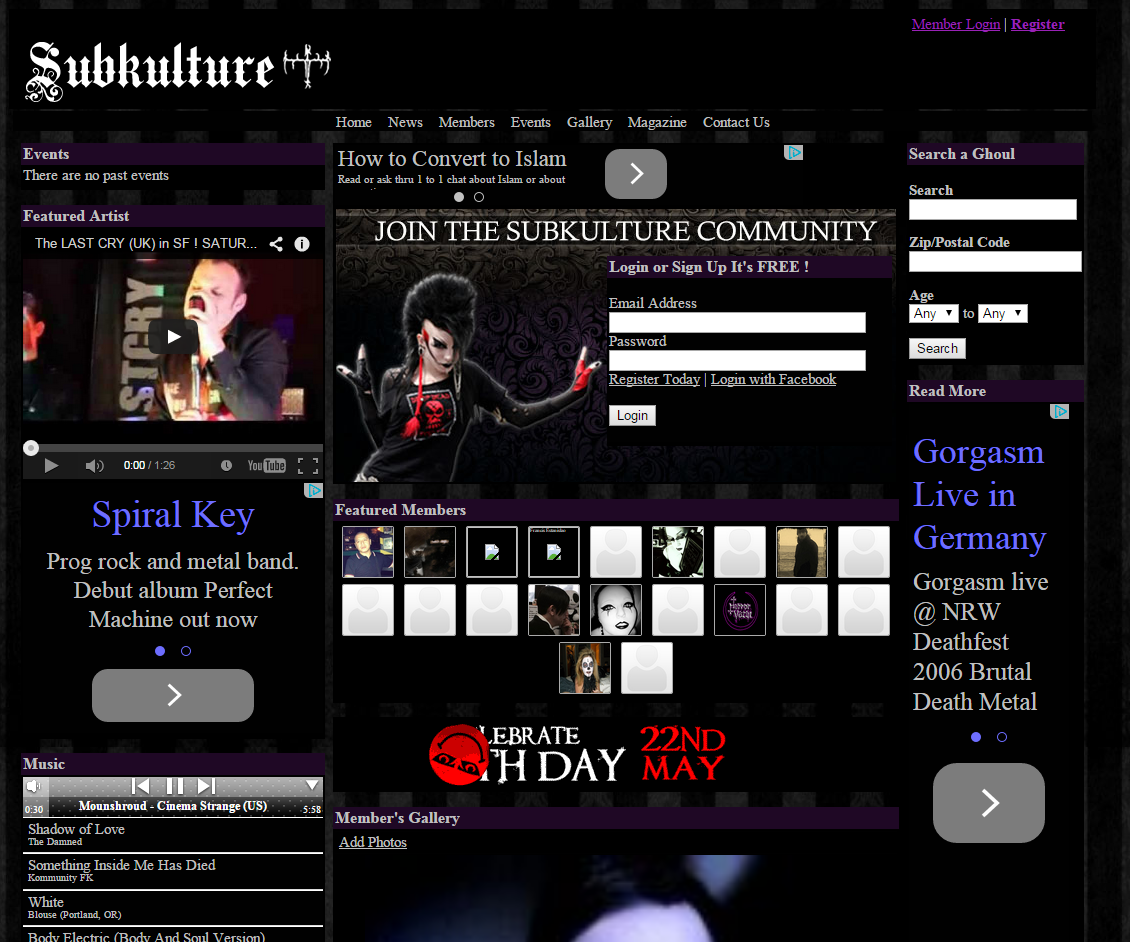 Member Login | Register
Subkulture
Home News Members Events Gallery Magazine Contact Us
Events
There are no past events
Featured Artist
The LAST CRY (UK) in SF ! SATUR...
STCRY
0:00 / 1:26
YouTube
Spiral Key
Prog rock and metal band.
Debut album Perfect
Machine out now
Music
0:30
Mounshroud - Cinema Strange (US)
5:58
Shadow of Love
The Damned
Something Inside Me Has Died
Kommunity FK
White
Blouse (Portland, OR)
Body Electric (Body And Soul Version)
How to Convert to Islam
Read or ask thru 1 to 1 chat about Islam or about
JOIN THE SUBKULTURE COMMUNITY
Login or Sign Up It's FREE !
Email Address
Password
Register Today | Login with Facebook
Login
Featured Members
LEBRATE
TH DAY
22ND
MAY
Member's Gallery
Add Photos
Search a Ghoul
Search
Zip/Postal Code
Age
Any to Any
Search
Read More
Gorgasm
Live in
Germany
Gorgasm live
@ NRW
Deathfest
2006 Brutal
Death Metal